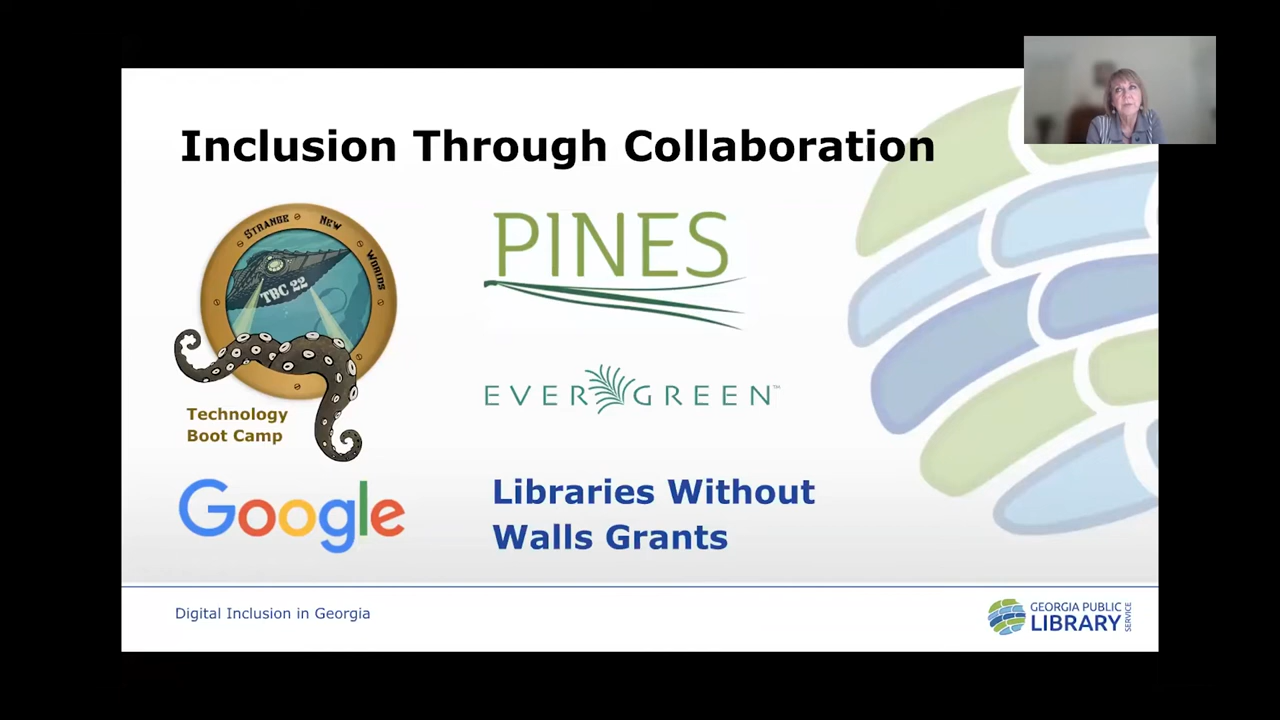 Inclusion Through Collaboration
STRANGE NEW WORLDS
TBC 22
Technology
Boot Camp
PINES
EVERGREEN™
Google
Libraries Without
Walls Grants
Digital Inclusion in Georgia
GEORGIA PUBLIC
LIBRARY
SERVICE